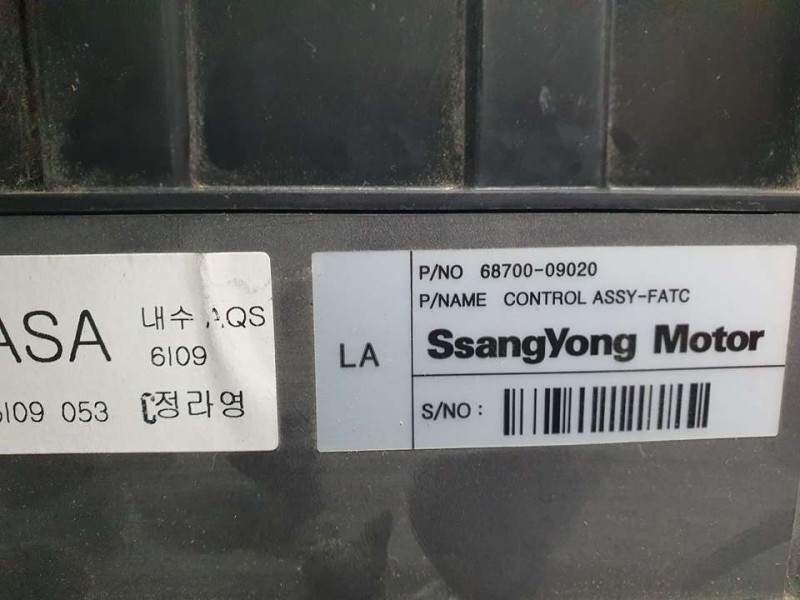 ASA
내수 AQS
6109
6109 053
정라영
LA
P/NO 68700-09020
P/NAME CONTROL ASSY-FATC
SsangYong Motor
S/NO :